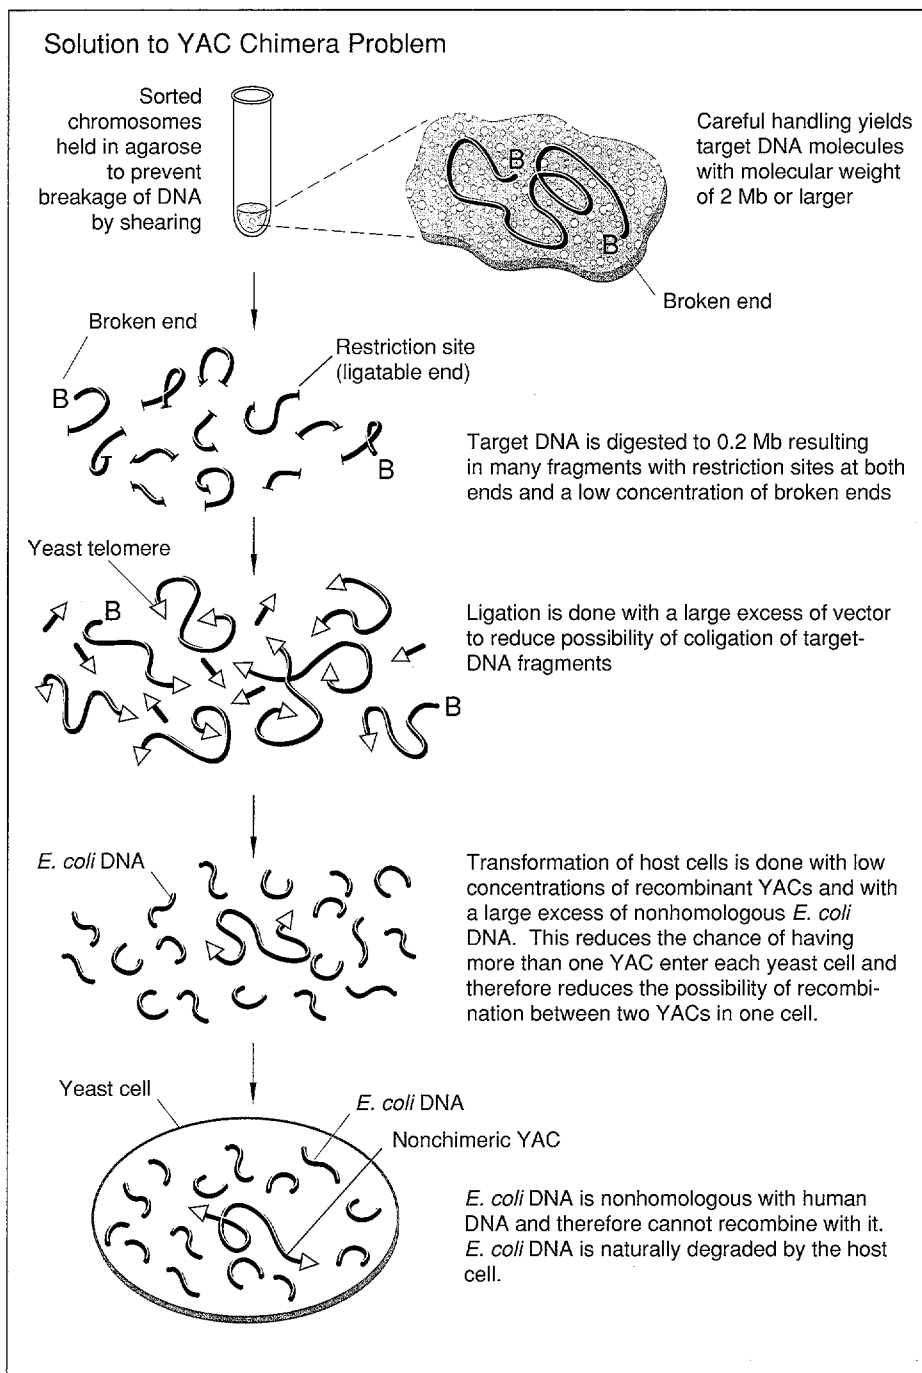 Solution to YAC Chimera Problem
Sorted
chromosomes
held in agarose
to prevent
breakage of DNA
by shearing
B
B
Careful handling yields
target DNA molecules
with molecular weight
of 2 Mb or larger
Broken end
Broken end
Restriction site
(ligatable end)
B
B
Target DNA is digested to 0.2 Mb resulting
in many fragments with restriction sites at both
ends and a low concentration of broken ends
Yeast telomere
B
B
Ligation is done with a large excess of vector
to reduce possibility of coligation of target-
DNA fragments
E. coli DNA
Transformation of host cells is done with low
concentrations of recombinant YACs and with
a large excess of nonhomologous E. coli
DNA. This reduces the chance of having
more than one YAC enter each yeast cell and
therefore reduces the possibility of recombi-
nation between two YACs in one cell.
Yeast cell
E. coli DNA
Nonchimeric YAC
E. coli DNA is nonhomologous with human
DNA and therefore cannot recombine with it.
E. coli DNA is naturally degraded by the host
cell.